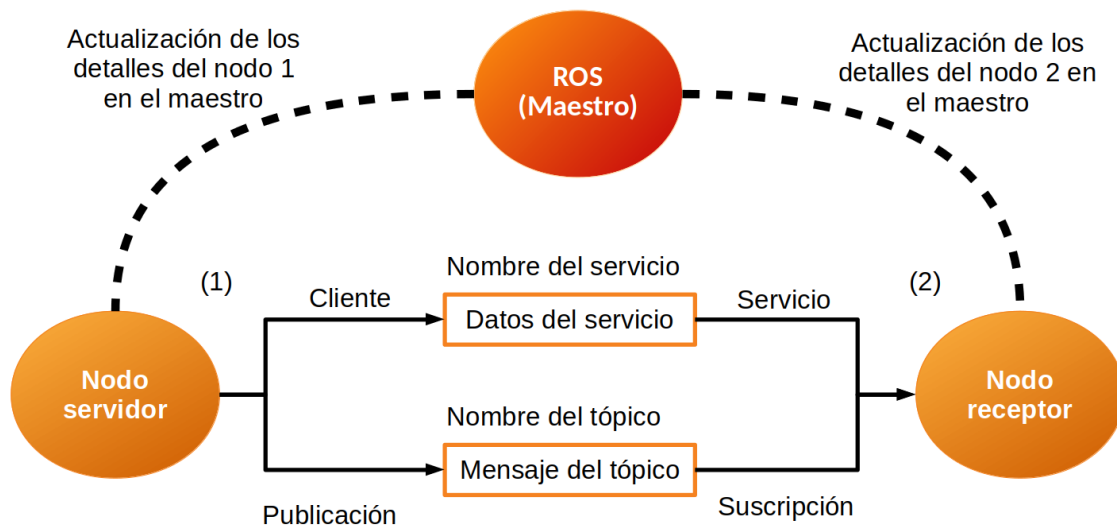 Actualización de los
detalles del nodo 1
en el maestro
ROS
(Maestro)
Actualización de los
detalles del nodo 2 en
el maestro
(1)
Nombre del servicio
(2)
Cliente
Datos del servicio
Servicio
Nodo
servidor
Nodo
receptor
Nombre del tópico
Mensaje del tópico
Publicación
Suscripción